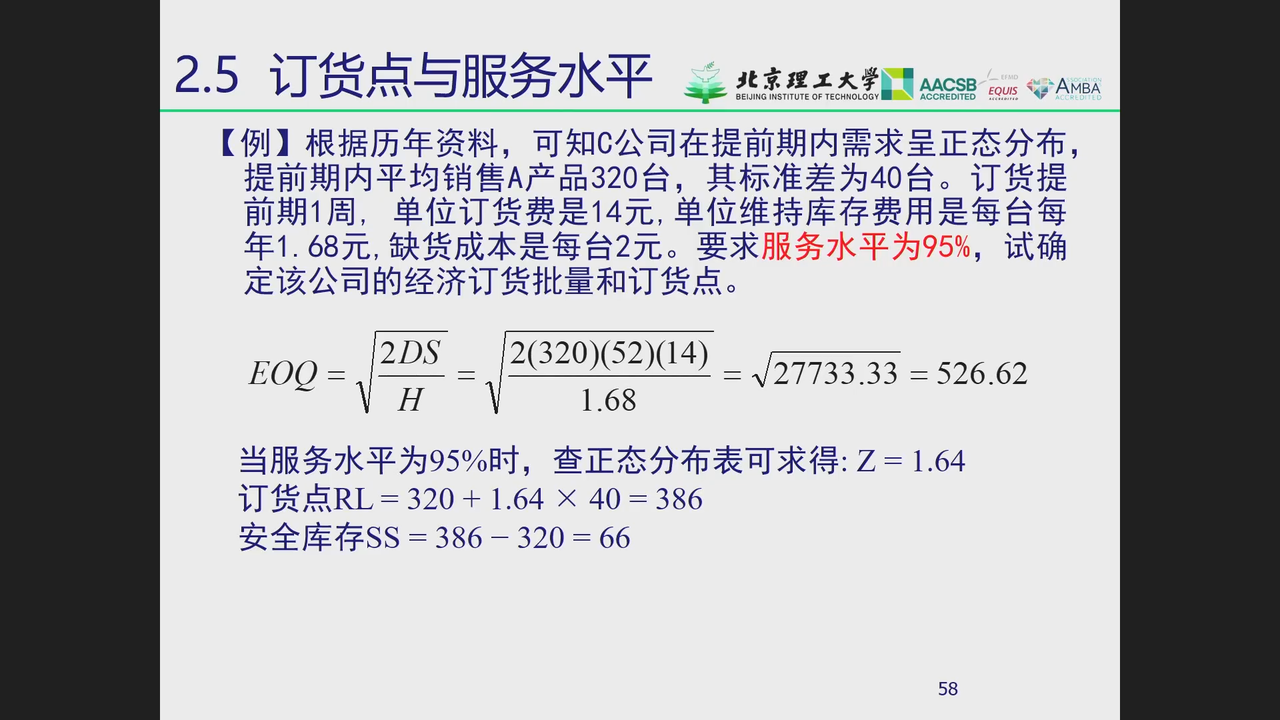 2.5 订货点与服务水平
北京理工大学
BEIJING INSTITUTE OF TECHNOLOGY
AACSB
ACCREDITED
EFMD
EQUIS
ACCREDITED
ASSOCIATION
AMBA
ACCREDITED
【例】根据历年资料，可知C公司在提前期内需求呈正态分布，
提前期内平均销售A产品320台，其标准差为40台。订货提
前期1周, 单位订货费是14元,单位维持库存费用是每台每
年1.68元,缺货成本是每台2元。要求服务水平为95%，试确
定该公司的经济订货批量和订货点。
EOQ = √(2DS/H) = √(2(320)(52)(14)/1.68) = √27733.33 = 526.62
当服务水平为95%时，查正态分布表可求得: Z = 1.64
订货点RL = 320 + 1.64 × 40 = 386
安全库存SS = 386 − 320 = 66
58